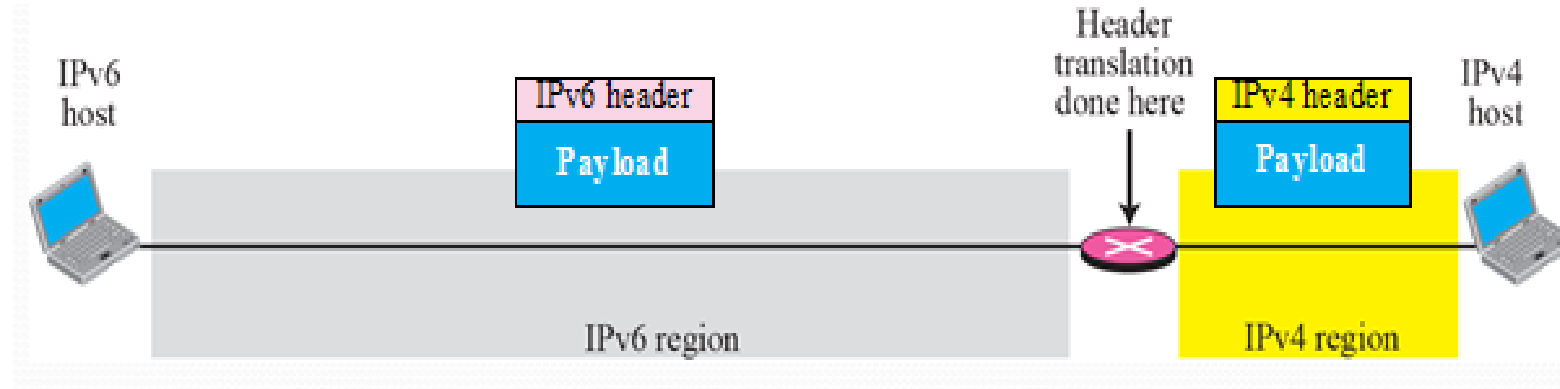 IPv6
host
IPv6 header
Payload
Header
translation
done here
IPv4 header
Payload
IPv4
host
IPv6 region
IPv4 region